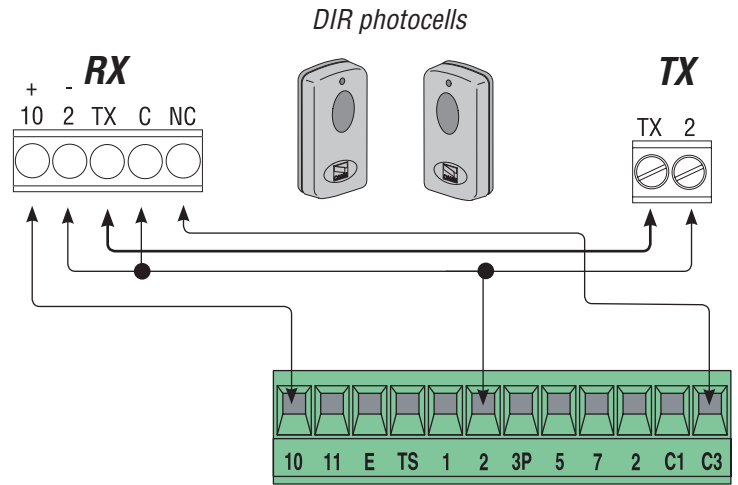 DIR photocells
RX
TX
+ -
10 2 TX C NC
TX 2
10 11 E TS 1 2 3P 5 7 2 C1 C3